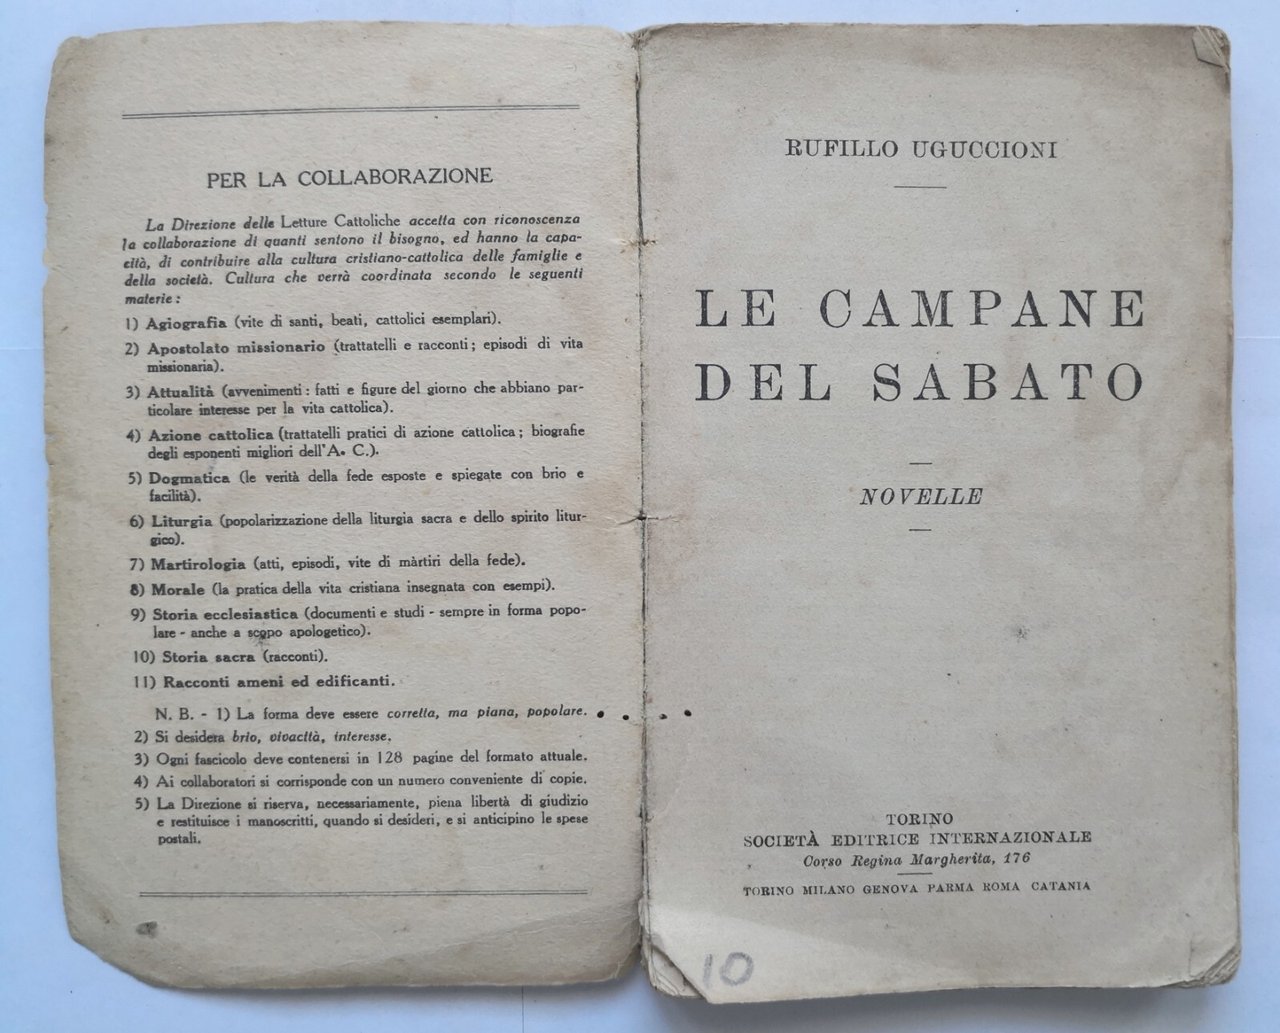 PER LA COLLABORAZIONE
La Direzione delle Letture Cattoliche accetta con riconoscenza
la collaborazione di quanti sentono il bisogno, ed hanno la capa-
cità, di contribuire alla cultura cristiano-cattolica delle famiglie e
della società. Cultura che verrà coordinata secondo le seguenti
materie :
1) Agiografia (vite di santi, beati, cattolici esemplari).
2) Apostolato missionario (trattatelli e racconti ; episodi di vita
missionaria).
3) Attualità (avvenimenti : fatti e figure del giorno che abbiano par-
ticolare interesse per la vita cattolica).
4) Azione cattolica (trattatelli pratici di azione cattolica ; biografie
degli esponenti migliori dell'A. C.).
5) Dogmatica (le verità della fede esposte e spiegate con brio e
facilità).
6) Liturgia (popolarizzazione della liturgia sacra e dello spirito litur-
gico).
7) Martirologia (atti, episodi, vite di màrtiri della fede).
8) Morale (la pratica della vita cristiana insegnata con esempi).
9) Storia ecclesiastica (documenti e studi - sempre in forma popo-
lare - anche a scopo apologetico).
10) Storia sacra (racconti).
11) Racconti ameni ed edificanti.
N. B. - 1) La forma deve essere corretta, ma piana, popolare.
2) Si desidera brio, vivacità, interesse.
3) Ogni fascicolo deve contenersi in 128 pagine del formato attuale.
4) Ai collaboratori si corrisponde con un numero conveniente di copie.
5) La Direzione si riserva, necessariamente, piena libertà di giudizio
e restituisce i manoscritti, quando si desideri, e si anticipino le spese
postali.
RUFILLO UGUCCIONI
LE CAMPANE
DEL SABATO
NOVELLE
TORINO
SOCIETÀ EDITRICE INTERNAZIONALE
Corso Regina Margherita, 176
TORINO MILANO GENOVA PARMA ROMA CATANIA
10